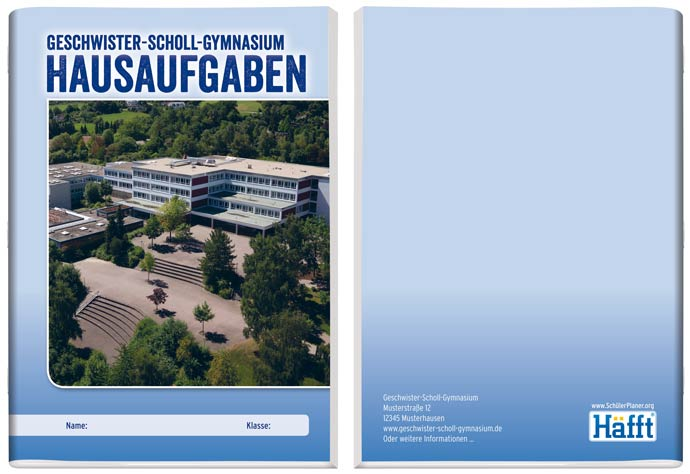 GESCHWISTER-SCHOLL-GYMNASIUM
HAUSAUFGABEN
Name:
Klasse:
Geschwister-Scholl-Gymnasium
Musterstraße 12
12345 Musterhausen
www.geschwister-scholl-gymnasium.de
Oder weitere Informationen ...
www.SchülerPlaner.org
Häfft